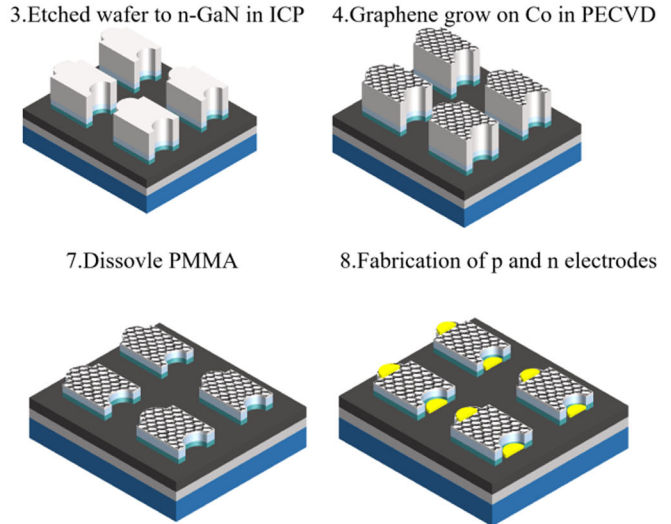 3.Etched wafer to n-GaN in ICP
4.Graphene grow on Co in PECVD
7.Dissovle PMMA
8.Fabrication of p and n electrodes